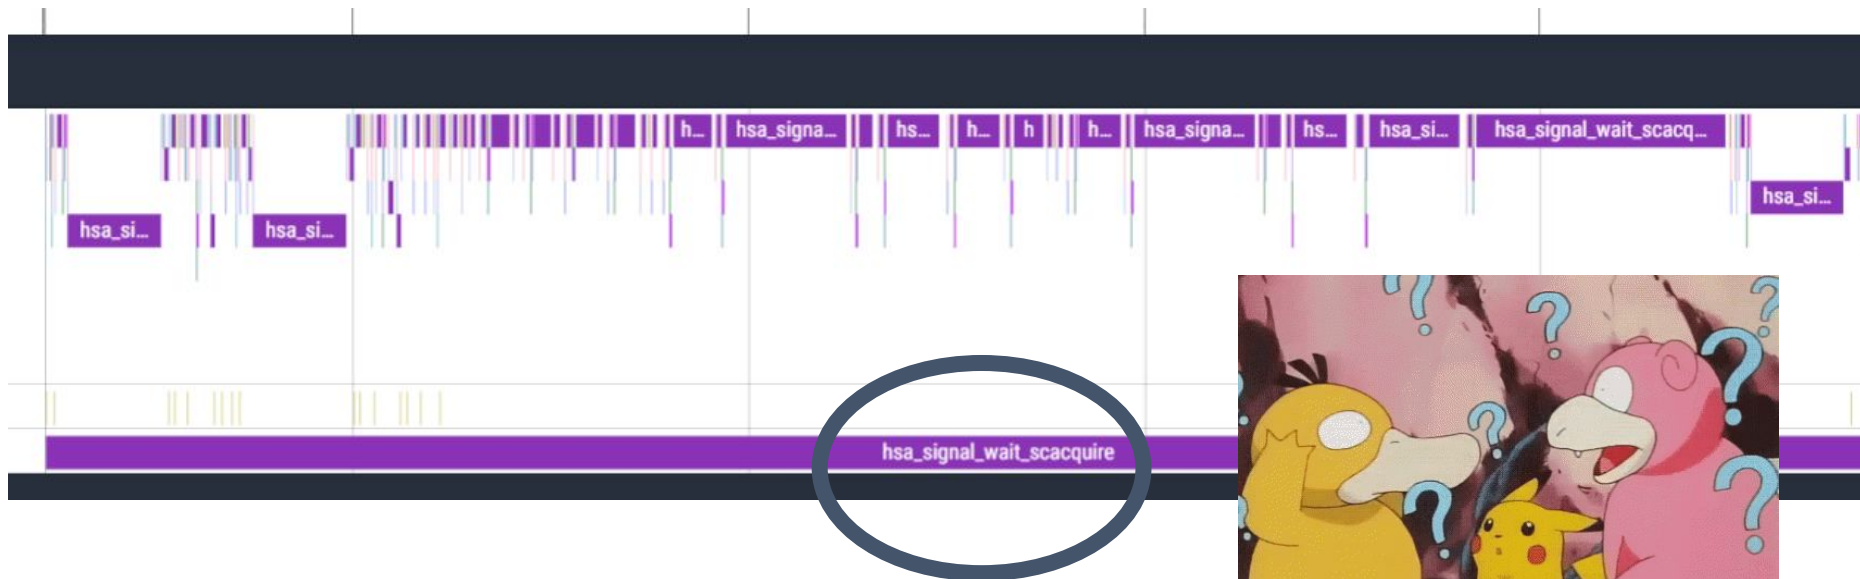 h... hsa_signa... hs... h... h h... hsa_signa... hs... hsa_si... hsa_signal_wait_scacq...
hsa_si...
hsa_si... hsa_si...
hsa_signal_wait_scacquire
? ? ? ? ? ? ?